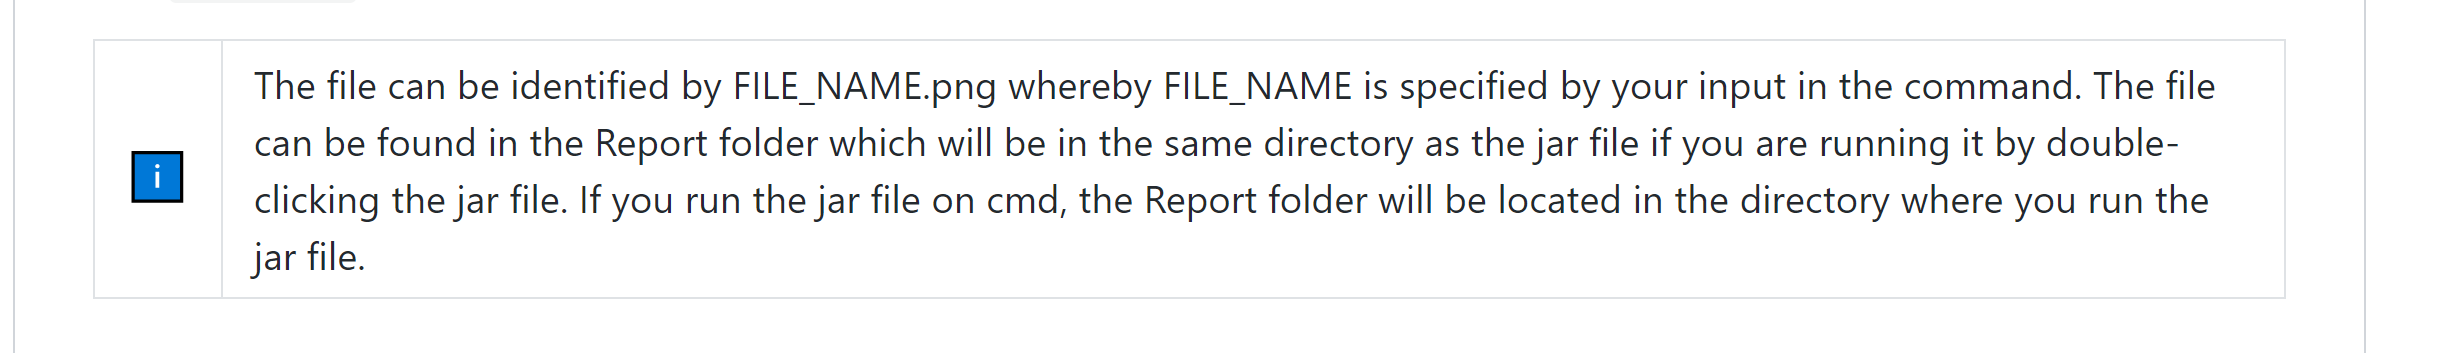 The file can be identified by FILE_NAME.png whereby FILE_NAME is specified by your input in the command. The file
can be found in the Report folder which will be in the same directory as the jar file if you are running it by double-
i
clicking the jar file. If you run the jar file on cmd, the Report folder will be located in the directory where you run the
jar file.